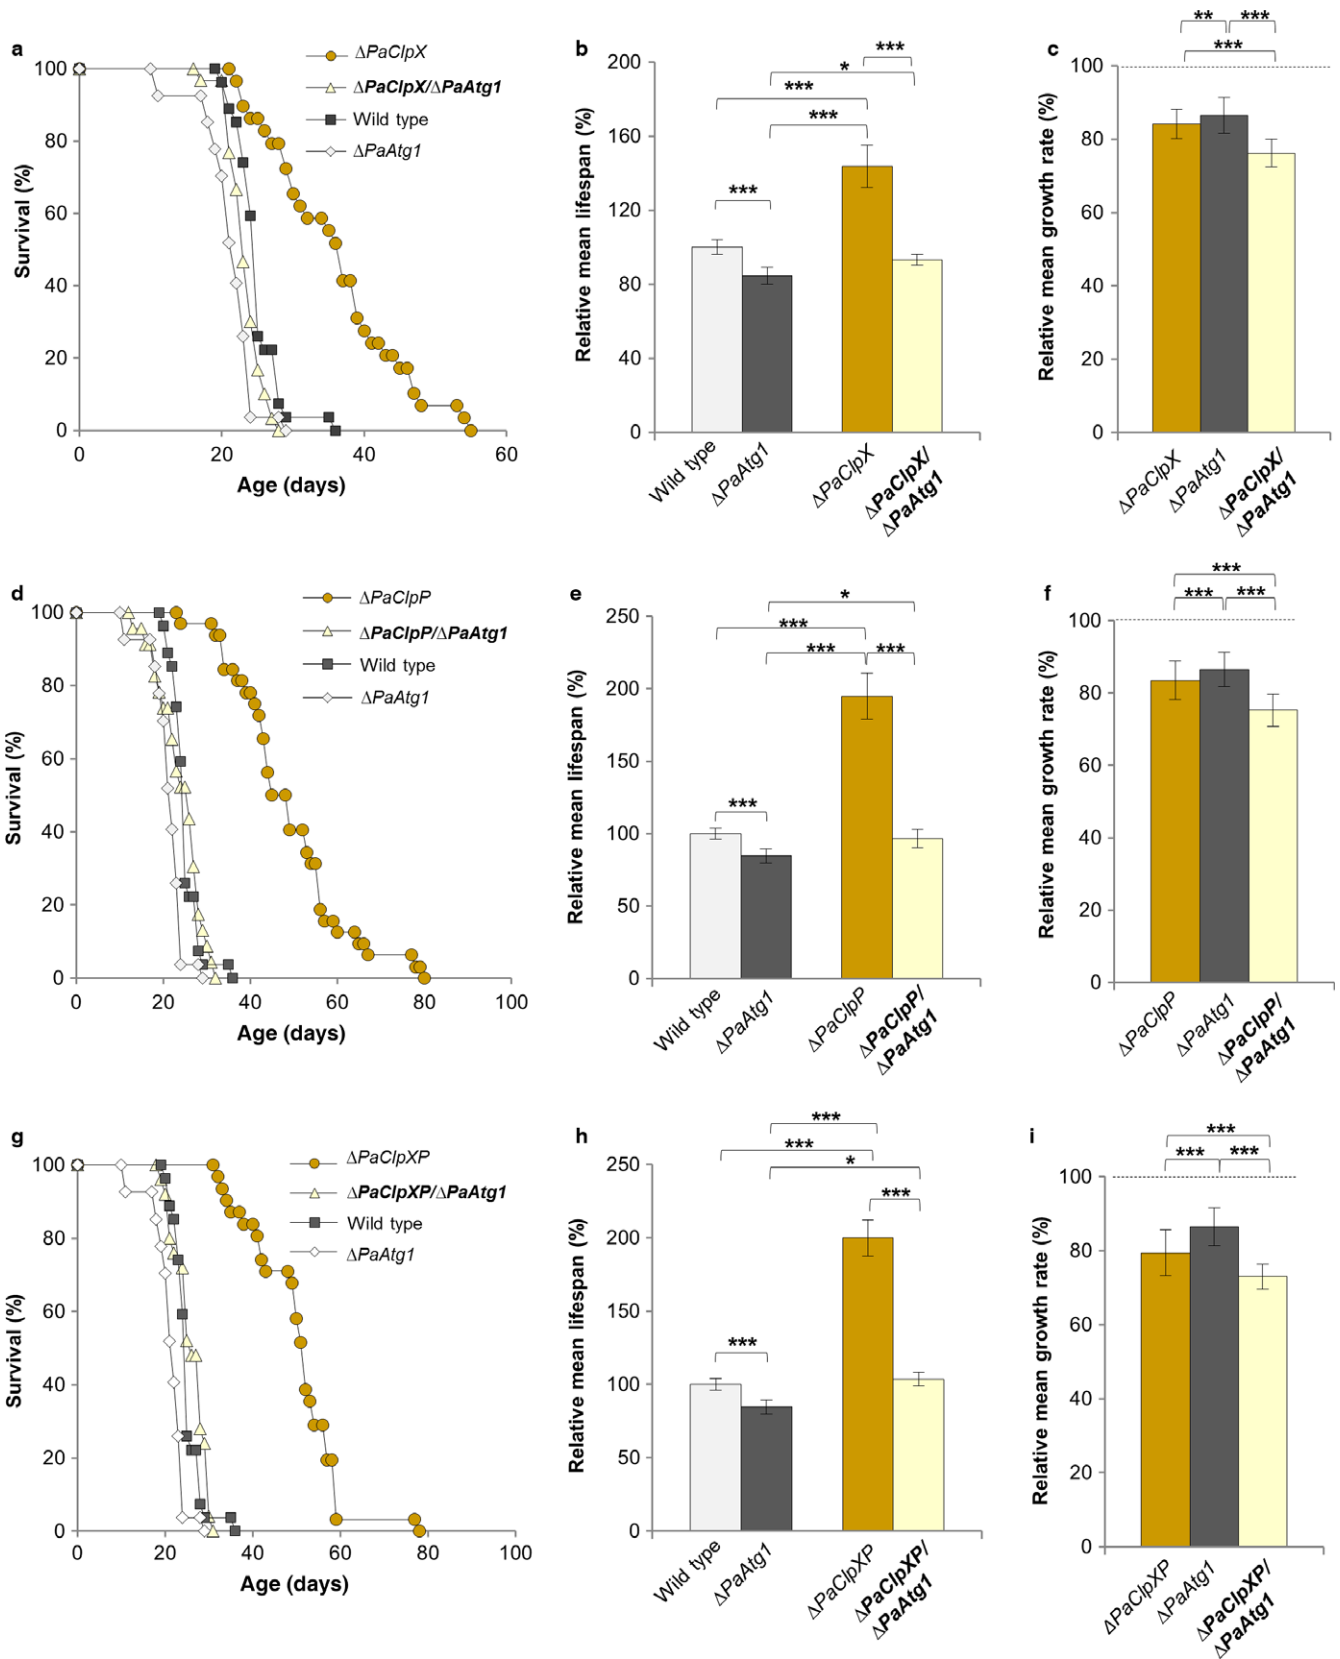 a
ΔPaClpX
ΔPaClpX/ΔPaAtg1
Wild type
ΔPaAtg1
Survival (%)
100
80
60
40
20
0
0
20
40
60
Age (days)
b
Relative mean lifespan (%)
200
160
120
80
40
0
***
*
***
***
***
Wild type
ΔPaAtg1
ΔPaClpX
ΔPaClpX/
ΔPaAtg1
c
Relative mean growth rate (%)
**
***
***
100
80
60
40
20
0
ΔPaClpX
ΔPaAtg1
ΔPaClpX/
ΔPaAtg1
d
ΔPaClpP
ΔPaClpP/ΔPaAtg1
Wild type
ΔPaAtg1
Survival (%)
100
80
60
40
20
0
0
20
40
60
80
100
Age (days)
e
Relative mean lifespan (%)
250
200
150
100
50
0
*
***
***
***
***
Wild type
ΔPaAtg1
ΔPaClpP
ΔPaClpP/
ΔPaAtg1
f
Relative mean growth rate (%)
***
***
***
100
80
60
40
20
0
ΔPaClpP
ΔPaAtg1
ΔPaClpP/
ΔPaAtg1
g
ΔPaClpXP
ΔPaClpXP/ΔPaAtg1
Wild type
ΔPaAtg1
Survival (%)
100
80
60
40
20
0
0
20
40
60
80
100
Age (days)
h
Relative mean lifespan (%)
250
200
150
100
50
0
***
***
*
***
***
Wild type
ΔPaAtg1
ΔPaClpXP
ΔPaClpXP/
ΔPaAtg1
i
Relative mean growth rate (%)
***
***
***
100
80
60
40
20
0
ΔPaClpXP
ΔPaAtg1
ΔPaClpXP/
ΔPaAtg1